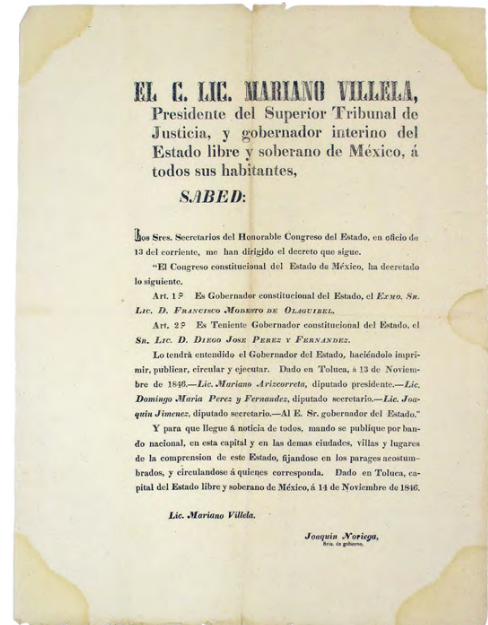 EL C. LIC. MARIANO VILLELA,
Presidente del Superior Tribunal de
Justicia, y gobernador interino del
Estado libre y soberano de México, á
todos sus habitantes,
SABED:
Los Sres. Secretarios del Honorable Congreso del Estado, en oficio de
13 del corriente, me han dirigido el decreto que sigue.
"El Congreso constitucional del Estado de México, ha decretado
lo siguiente.
Art. 1º Es Gobernador constitucional del Estado, el Exmo. Sr.
Lic. D. Francisco Modesto de Olaguibel.
Art. 2º Es Teniente Gobernador constitucional del Estado, el
Sr. Lic. D. Diego Jose Perez y Fernandez.
Lo tendrá entendido el Gobernador del Estado, haciéndolo impri-
mir, publicar, circular y ejecutar. Dado en Toluca, á 13 de Noviem-
bre de 1846.—Lic. Mariano Arizcorreta, diputado presidente.—Lic.
Domingo Maria Perez y Fernandez, diputado secretario.—Lic. Joa-
quin Jimenez, diputado secretario.—Al E. Sr. gobernador del Estado."
Y para que llegue á noticia de todos, mando se publique por ban-
do nacional, en esta capital y en las demas ciudades, villas y lugares
de la comprension de este Estado, fijandose en los parages acostum-
brados, y circulandose á quienes corresponda. Dado en Toluca, ca-
pital del Estado libre y soberano de México, á 14 de Noviembre de 1846.
Lic. Mariano Villela.
Joaquin Noriega,
Srio. de gobierno.